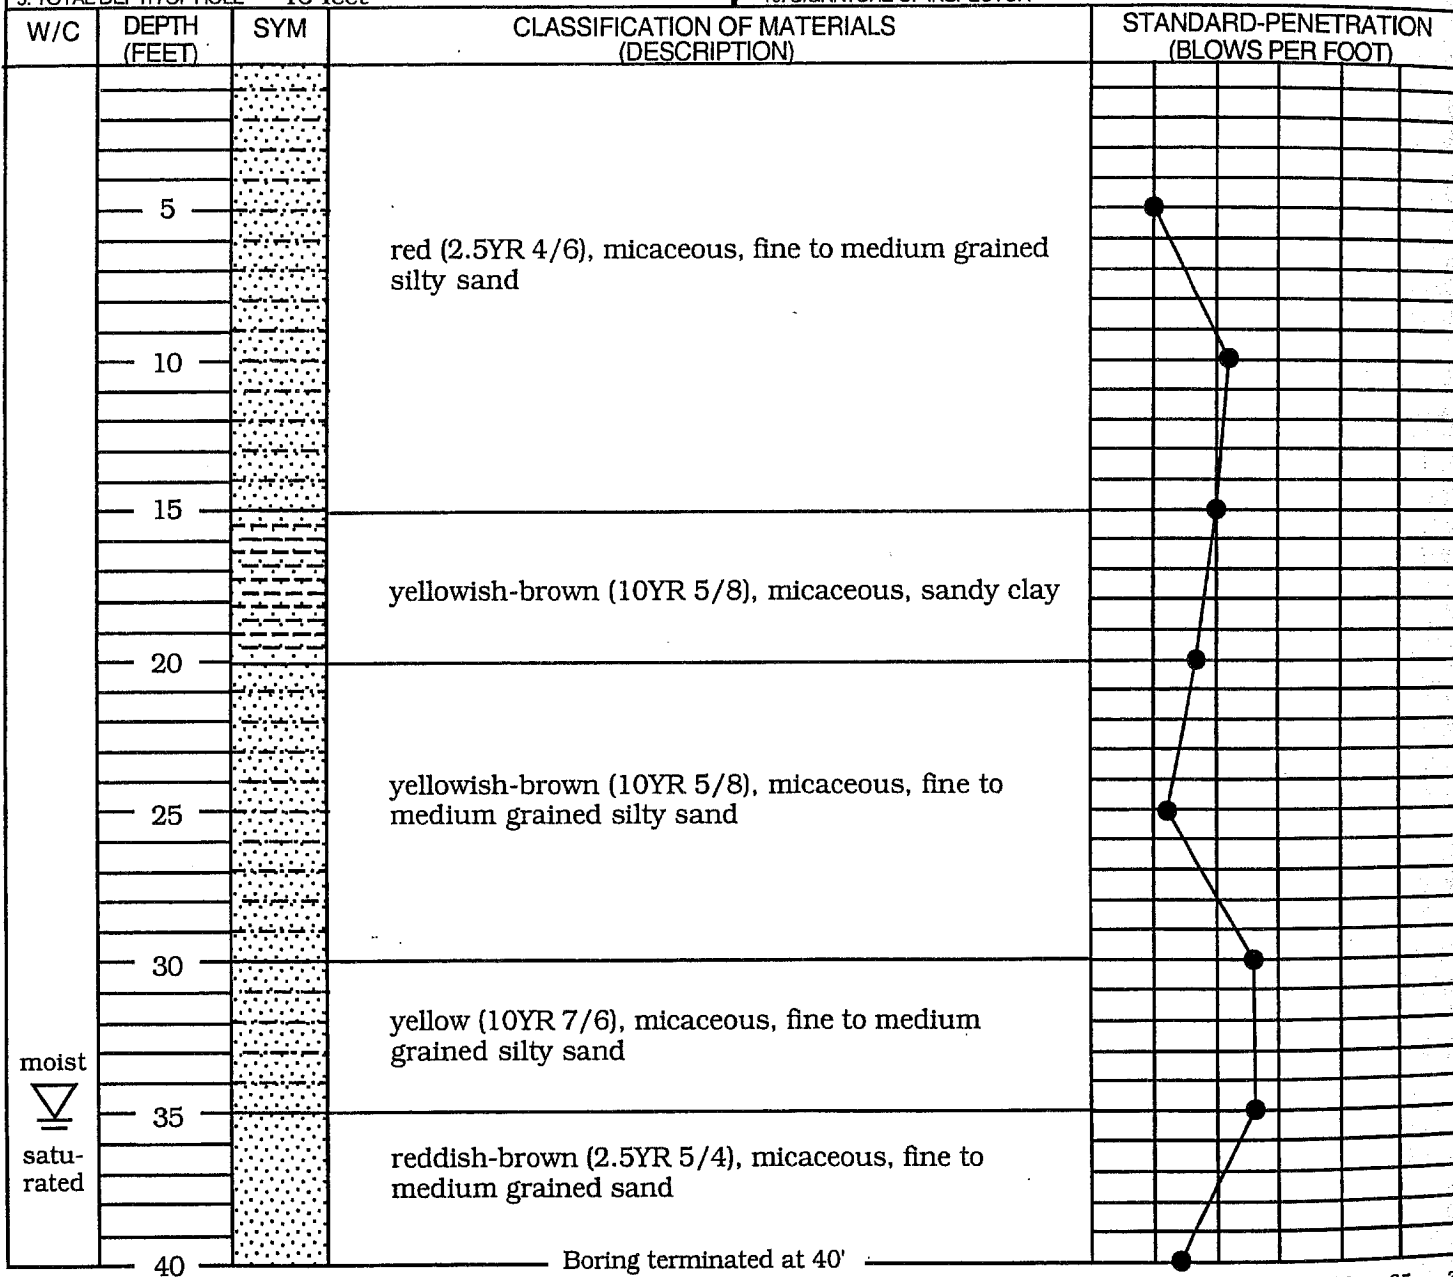 W/C
DEPTH
(FEET)
SYM
CLASSIFICATION OF MATERIALS
(DESCRIPTION)
STANDARD-PENETRATION
(BLOWS PER FOOT)
5
red (2.5YR 4/6), micaceous, fine to medium grained
silty sand
10
15
yellowish-brown (10YR 5/8), micaceous, sandy clay
20
yellowish-brown (10YR 5/8), micaceous, fine to
medium grained silty sand
25
30
yellow (10YR 7/6), micaceous, fine to medium
grained silty sand
moist
35
satu-
rated
reddish-brown (2.5YR 5/4), micaceous, fine to
medium grained sand
40
Boring terminated at 40'